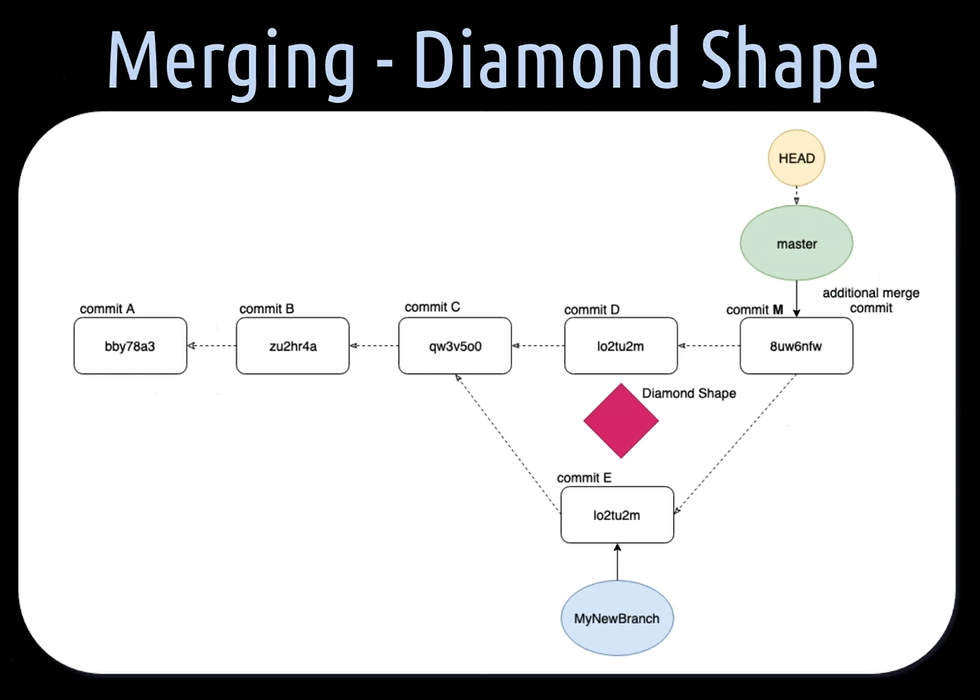 Merging - Diamond Shape
HEAD
master
additional merge
commit
commit A
commit B
commit C
commit D
commit M
bby78a3
zu2hr4a
qw3v5o0
lo2tu2m
8uw6nfw
Diamond Shape
commit E
lo2tu2m
MyNewBranch